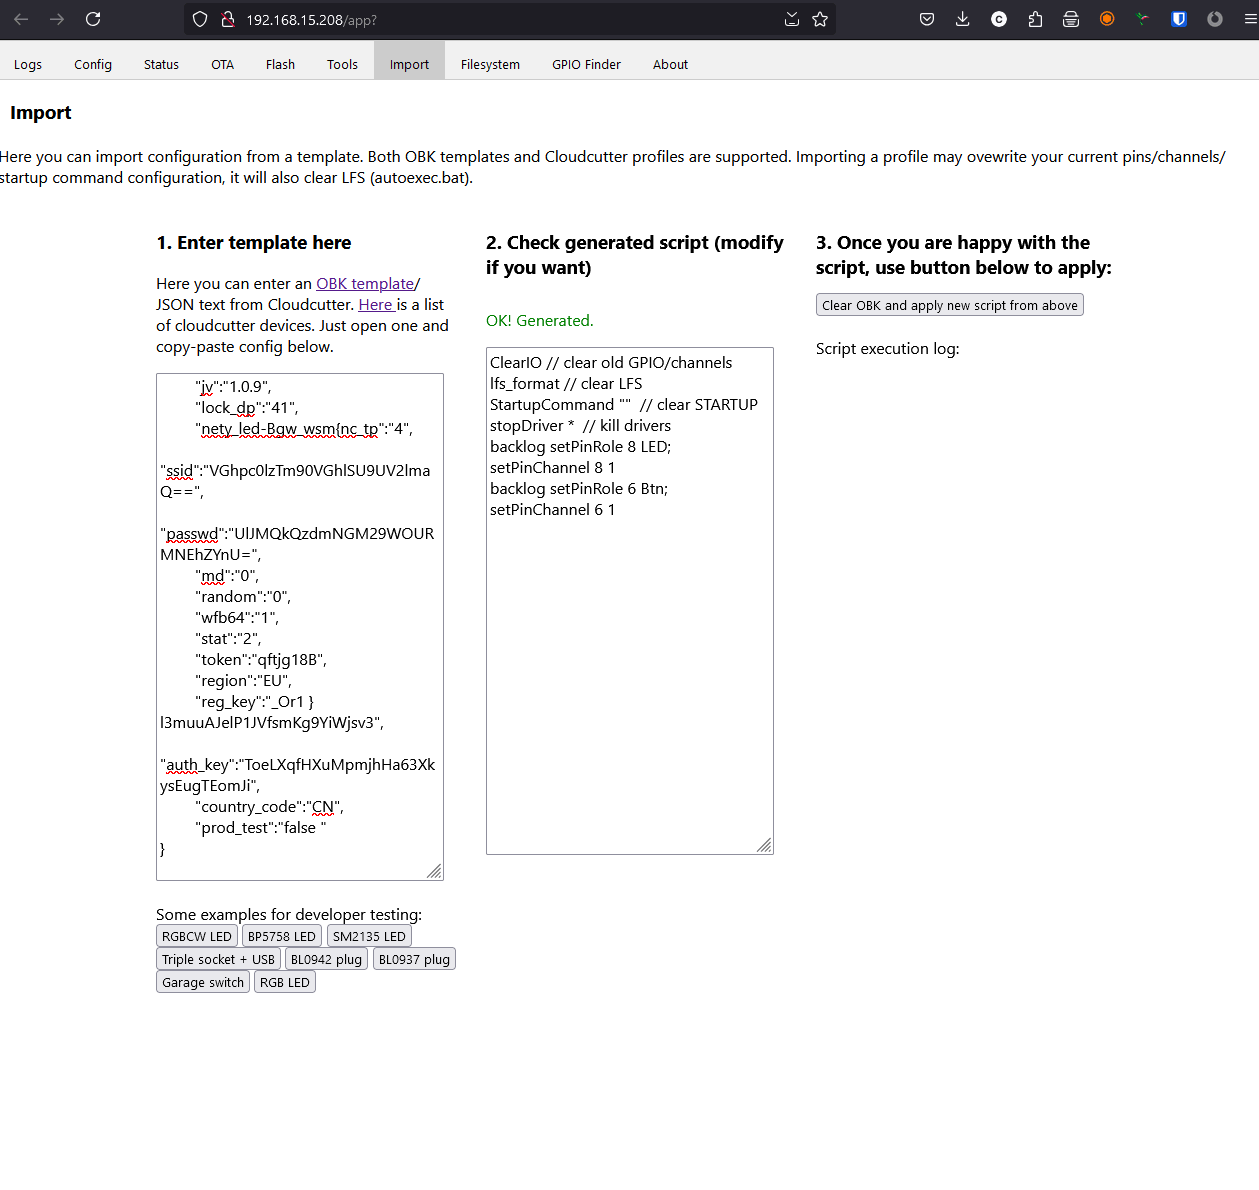 192.168.15.208/app?
Logs Config Status OTA Flash Tools Import Filesystem GPIO Finder About
Import
Here you can import configuration from a template. Both OBK templates and Cloudcutter profiles are supported. Importing a profile may ovewrite your current pins/channels/
startup command configuration, it will also clear LFS (autoexec.bat).
1. Enter template here
Here you can enter an OBK template/
JSON text from Cloudcutter. Here is a list
of cloudcutter devices. Just open one and
copy-paste config below.
"jv":"1.0.9",
"lock_dp":"41",
"nety_led-Bgw_wsm{nc_tp":"4",
"ssid":"VGhpc0lzTm90VGhlSU9UV2lma
Q==",
"passwd":"UlJMQkQzdmNGM29WOUR
MNEhZYnU=",
"md":"0",
"random":"0",
"wfb64":"1",
"stat":"2",
"token":"qftjg18B",
"region":"EU",
"reg_key":"_Or1 }
l3muuAJelP1JVfsmKg9YiWjsv3",
"auth_key":"ToeLXqfHXuMpmjhHa63Xk
ysEugTEomJi",
"country_code":"CN",
"prod_test":"false "
}
Some examples for developer testing:
RGBCW LED BP5758 LED SM2135 LED
Triple socket + USB BL0942 plug BL0937 plug
Garage switch RGB LED
2. Check generated script (modify
if you want)
OK! Generated.
ClearIO // clear old GPIO/channels
lfs_format // clear LFS
StartupCommand "" // clear STARTUP
stopDriver * // kill drivers
backlog setPinRole 8 LED;
setPinChannel 8 1
backlog setPinRole 6 Btn;
setPinChannel 6 1
3. Once you are happy with the
script, use button below to apply:
Clear OBK and apply new script from above
Script execution log: